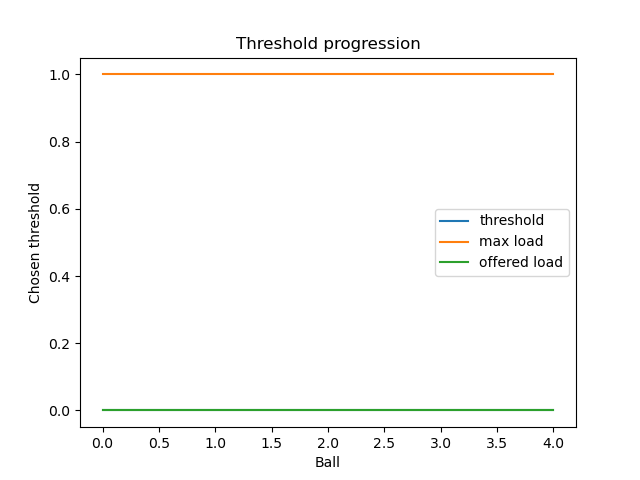 Threshold progression
Chosen threshold
1.0
0.8
0.6
0.4
0.2
0.0
threshold
max load
offered load
0.0 0.5 1.0 1.5 2.0 2.5 3.0 3.5 4.0
Ball